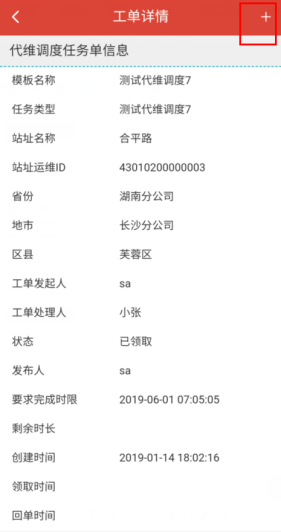 工单详情
代维调度任务单信息
模板名称 测试代维调度7
任务类型 测试代维调度7
站址名称 合平路
站址运维ID 43010200000003
省份 湖南分公司
地市 长沙分公司
区县 芙蓉区
工单发起人 sa
工单处理人 小张
状态 已领取
发布人 sa
要求完成时限 2019-06-01 07:05:05
剩余时长
创建时间 2019-01-14 18:02:16
领取时间
回单时间